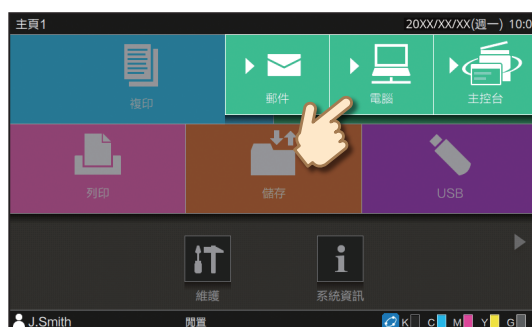 主頁1 20XX/XX/XX(週一) 10:0
複印 郵件 電腦 主控台
列印 儲存 USB
維護 系統資訊
J.Smith 閒置 K C M Y G